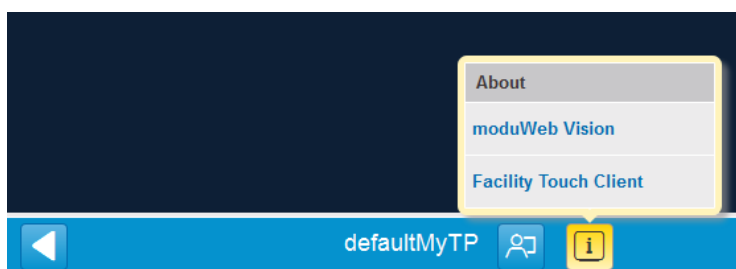 About
moduWeb Vision
Facility Touch Client
defaultMyTP
i